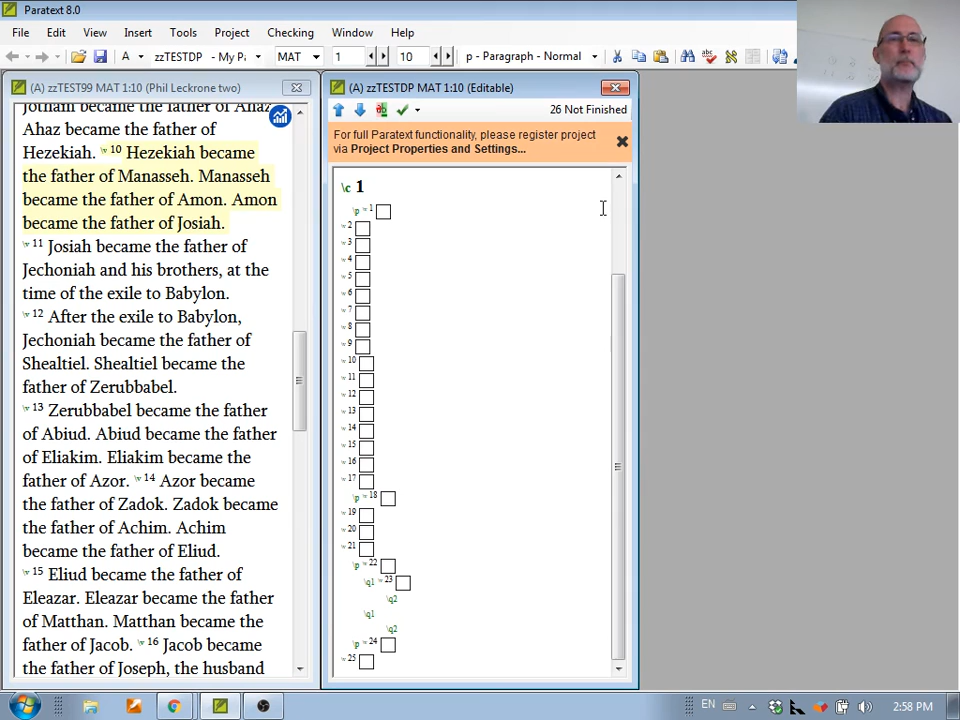 Paratext 8.0
File Edit View Insert Tools Project Checking Window Help
A zzTESTDP - My Pa MAT 1 10 p - Paragraph - Normal
(A) zzTEST99 MAT 1:10 (Phil Leckrone two)
Jotham became the father of Ahaz.
Ahaz became the father of
Hezekiah. \v 10 Hezekiah became
the father of Manasseh. Manasseh
became the father of Amon. Amon
became the father of Josiah.
\v 11 Josiah became the father of
Jechoniah and his brothers, at the
time of the exile to Babylon.
\v 12 After the exile to Babylon,
Jechoniah became the father of
Shealtiel. Shealtiel became the
father of Zerubbabel.
\v 13 Zerubbabel became the father
of Abiud. Abiud became the father
of Eliakim. Eliakim became the
father of Azor. \v 14 Azor became
the father of Zadok. Zadok became
the father of Achim. Achim
became the father of Eliud.
\v 15 Eliud became the father of
Eleazar. Eleazar became the father
of Matthan. Matthan became the
father of Jacob. \v 16 Jacob became
the father of Joseph, the husband
(A) zzTESTDP MAT 1:10 (Editable)
26 Not Finished
For full Paratext functionality, please register project
via Project Properties and Settings...
\c 1
\p \v 1
\v 2
\v 3
\v 4
\v 5
\v 6
\v 7
\v 8
\v 9
\v 10
\v 11
\v 12
\v 13
\v 14
\v 15
\v 16
\v 17
\p \v 18
\v 19
\v 20
\v 21
\p \v 22
\q1 \v 23
\q2
\q1
\q2
\p \v 24
\v 25
EN 2:58 PM